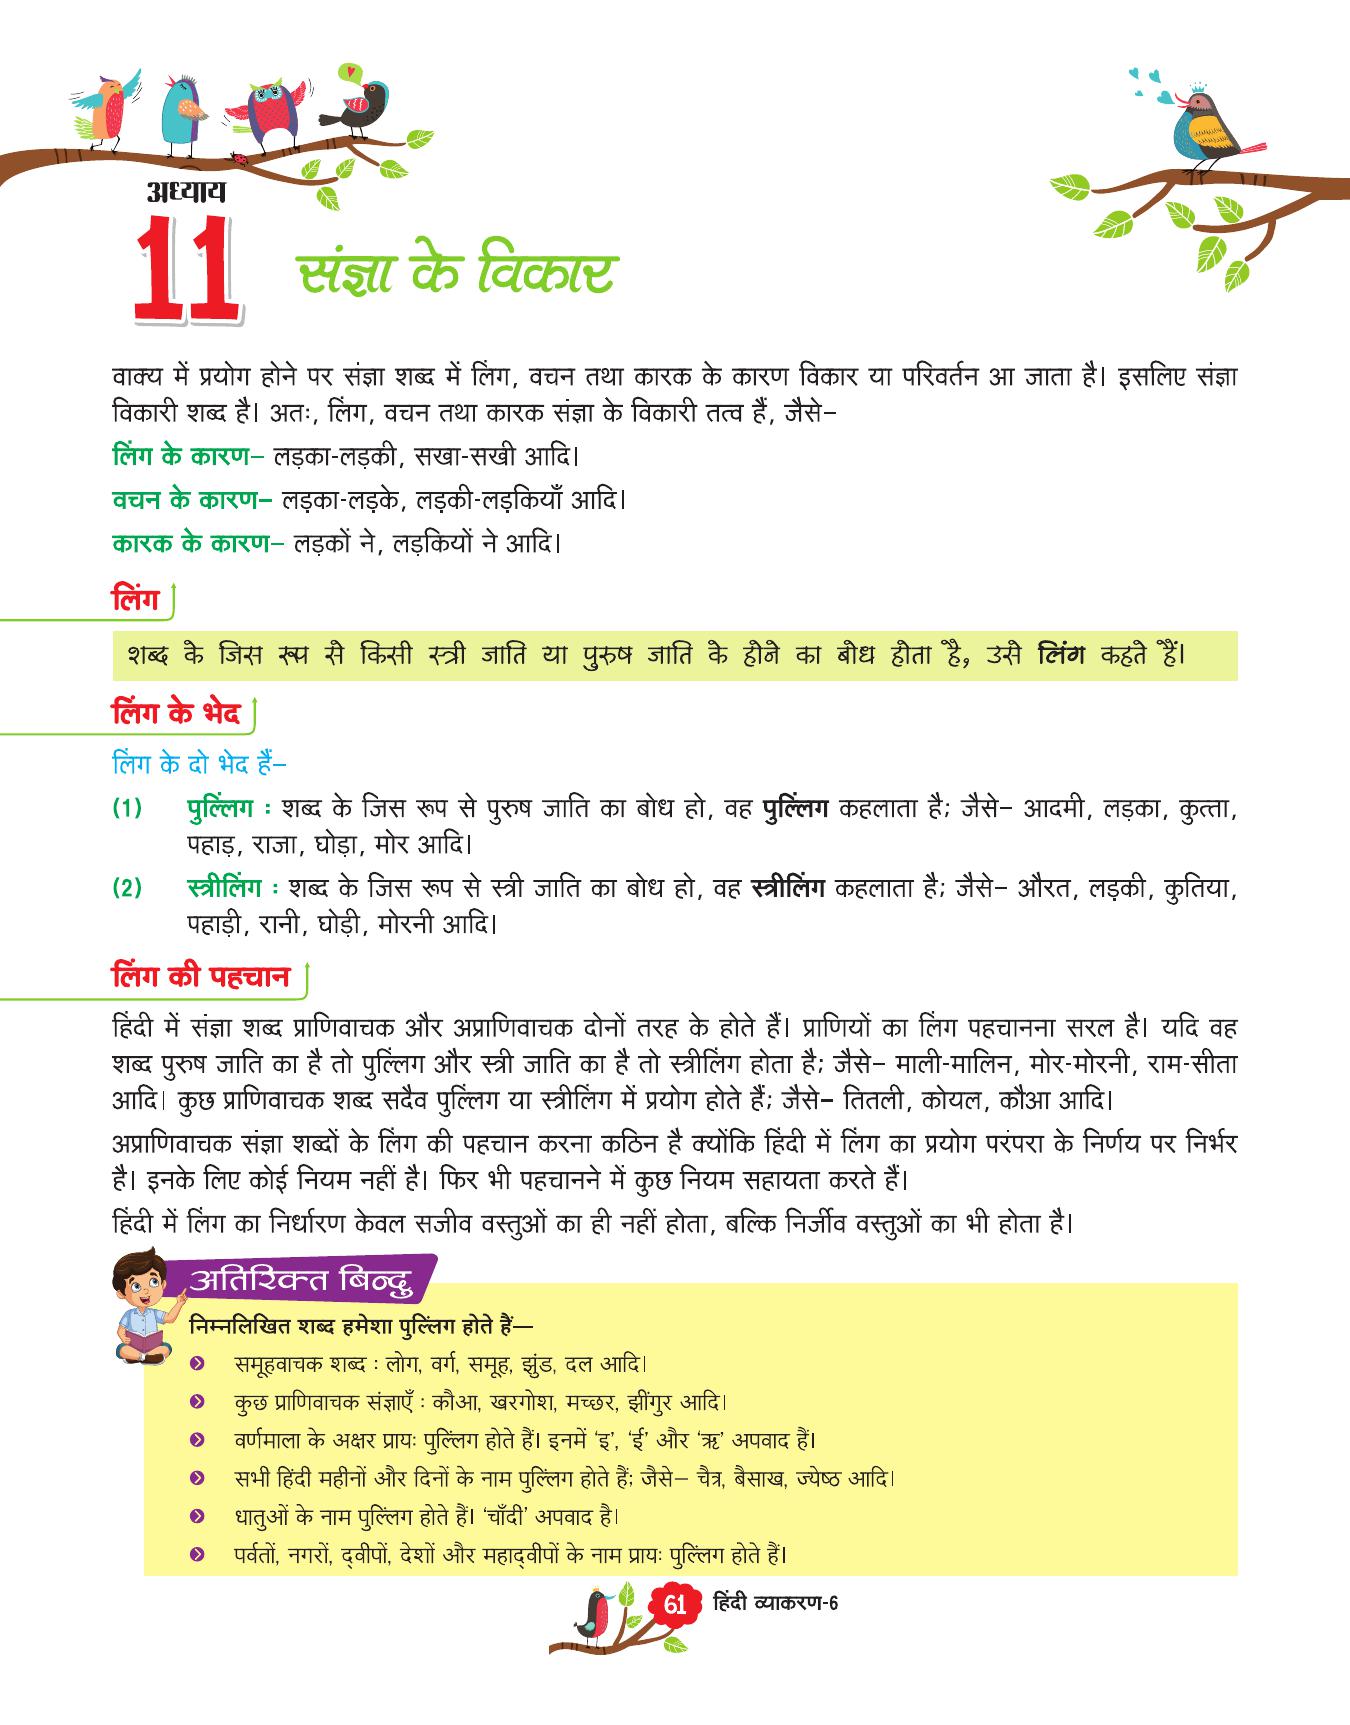 अध्याय
11
संज्ञा के विकार
वाक्य में प्रयोग होने पर संज्ञा शब्द में लिंग, वचन तथा कारक के कारण विकार या परिवर्तन आ जाता है। इसलिए संज्ञा
विकारी शब्द है। अतः, लिंग, वचन तथा कारक संज्ञा के विकारी तत्व हैं, जैसे–
लिंग के कारण– लड़का-लड़की, सखा-सखी आदि।
वचन के कारण– लड़का-लड़के, लड़की-लड़कियाँ आदि।
कारक के कारण– लड़कों ने, लड़कियों ने आदि।
लिंग
शब्द के जिस रूप से किसी स्त्री जाति या पुरुष जाति के होने का बोध होता है, उसे लिंग कहते हैं।
लिंग के भेद
लिंग के दो भेद हैं–
(1) पुल्लिंग : शब्द के जिस रूप से पुरुष जाति का बोध हो, वह पुल्लिंग कहलाता है; जैसे– आदमी, लड़का, कुत्ता,
पहाड़, राजा, घोड़ा, मोर आदि।
(2) स्त्रीलिंग : शब्द के जिस रूप से स्त्री जाति का बोध हो, वह स्त्रीलिंग कहलाता है; जैसे– औरत, लड़की, कुतिया,
पहाड़ी, रानी, घोड़ी, मोरनी आदि।
लिंग की पहचान
हिंदी में संज्ञा शब्द प्राणिवाचक और अप्राणिवाचक दोनों तरह के होते हैं। प्राणियों का लिंग पहचानना सरल है। यदि वह
शब्द पुरुष जाति का है तो पुल्लिंग और स्त्री जाति का है तो स्त्रीलिंग होता है; जैसे– माली-मालिन, मोर-मोरनी, राम-सीता
आदि। कुछ प्राणिवाचक शब्द सदैव पुल्लिंग या स्त्रीलिंग में प्रयोग होते हैं; जैसे– तितली, कोयल, कौआ आदि।
अप्राणिवाचक संज्ञा शब्दों के लिंग की पहचान करना कठिन है क्योंकि हिंदी में लिंग का प्रयोग परंपरा के निर्णय पर निर्भर
है। इनके लिए कोई नियम नहीं है। फिर भी पहचानने में कुछ नियम सहायता करते हैं।
हिंदी में लिंग का निर्धारण केवल सजीव वस्तुओं का ही नहीं होता, बल्कि निर्जीव वस्तुओं का भी होता है।
अतिरिक्त बिन्दु
निम्नलिखित शब्द हमेशा पुल्लिंग होते हैं—
समूहवाचक शब्द : लोग, वर्ग, समूह, झुंड, दल आदि।
कुछ प्राणिवाचक संज्ञाएँ : कौआ, खरगोश, मच्छर, झींगुर आदि।
वर्णमाला के अक्षर प्रायः पुल्लिंग होते हैं। इनमें ‘इ’, ‘ई’ और ‘ऋ’ अपवाद हैं।
सभी हिंदी महीनों और दिनों के नाम पुल्लिंग होते हैं; जैसे– चैत्र, बैसाख, ज्येष्ठ आदि।
धातुओं के नाम पुल्लिंग होते हैं। ‘चाँदी’ अपवाद है।
पर्वतों, नगरों, द्वीपों, देशों और महाद्वीपों के नाम प्रायः पुल्लिंग होते हैं।
61 हिंदी व्याकरण-6